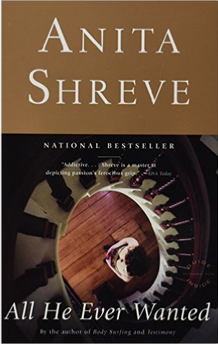 ANITA
SHREVE
NATIONAL BESTSELLER
"Addictive. . . . Shreve is a master at
depicting passion's ferocious grip." —USA Today
All He Ever Wanted
By the author of Body Surfing and Testimony